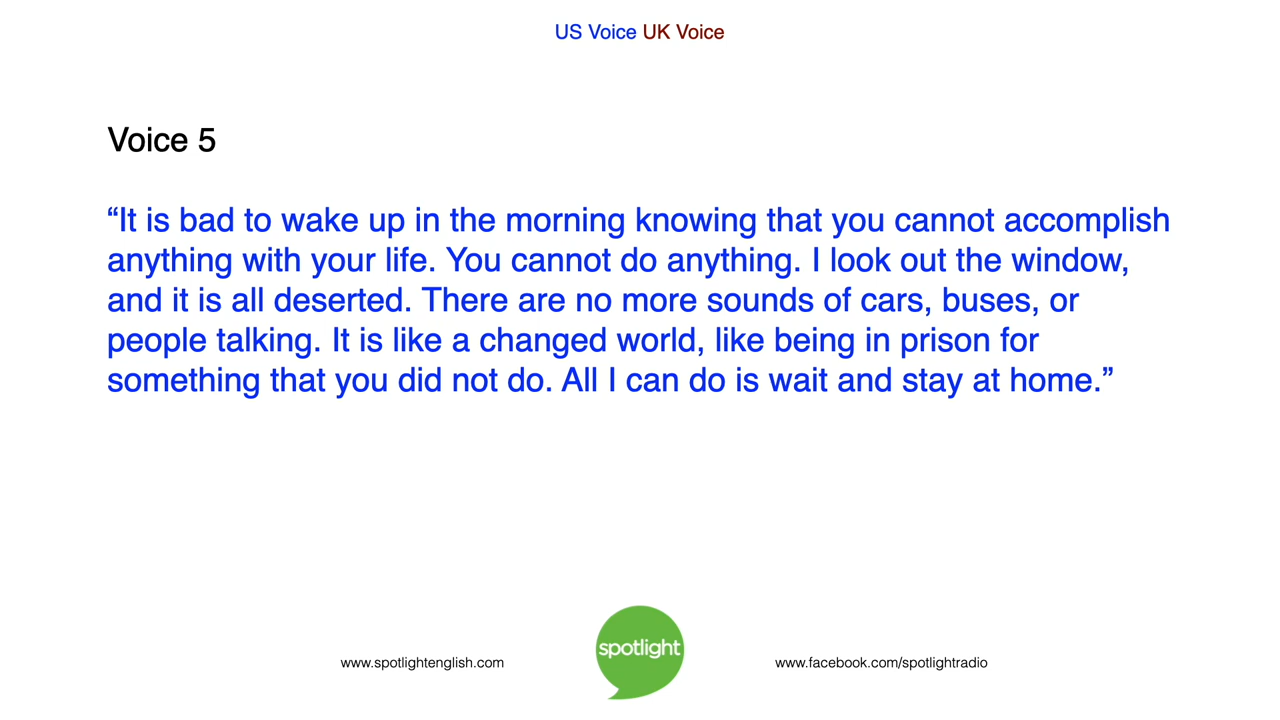 US Voice UK Voice
Voice 5
“It is bad to wake up in the morning knowing that you cannot accomplish
anything with your life. You cannot do anything. I look out the window,
and it is all deserted. There are no more sounds of cars, buses, or
people talking. It is like a changed world, like being in prison for
something that you did not do. All I can do is wait and stay at home.”
spotlight
www.spotlightenglish.com
www.facebook.com/spotlightradio